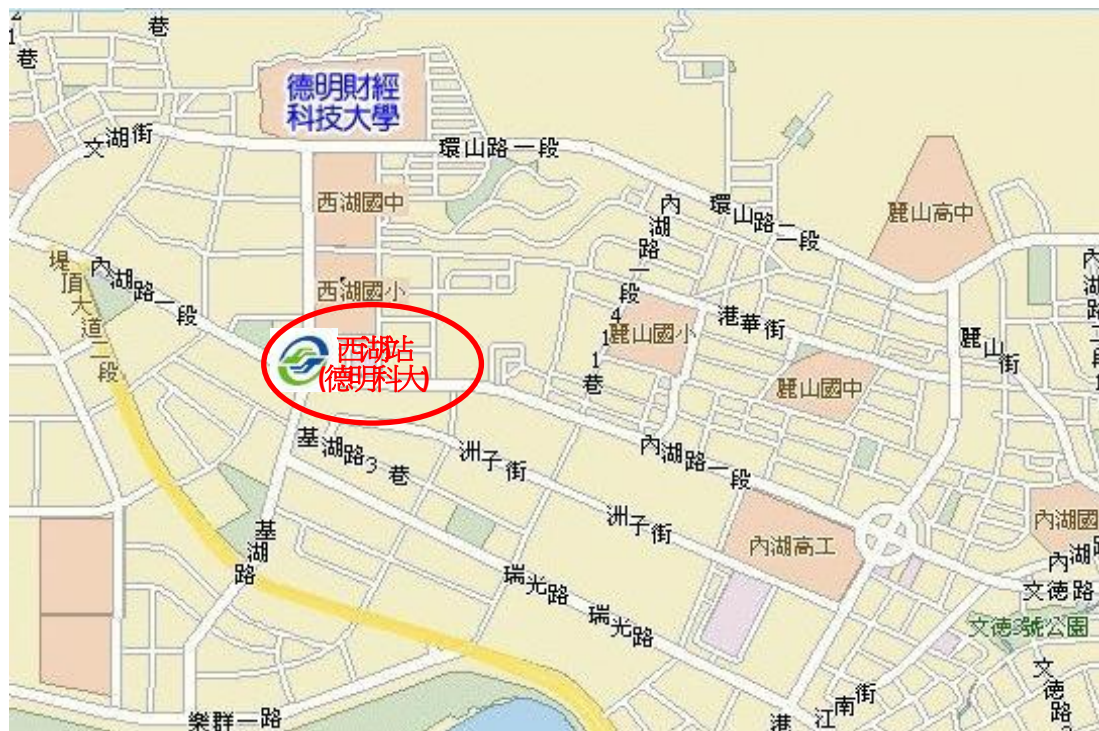 21巷
巷
德明財經
科技大學
文湖街
環山路一段
西湖國中
內湖路一段411巷
環山路二段
麗山高中
堤頂大道二段
內湖路一段
西湖國小
港華街
麗山國小
麗山街
西湖站
(德明科大)
麗山國中
基湖路3巷
洲子街
內湖路一段
洲子街
內湖高工
內湖國
基湖路
瑞光路
內湖路
文德路
瑞光路
文德3號公園
文德路
樂群一路
港
江南街